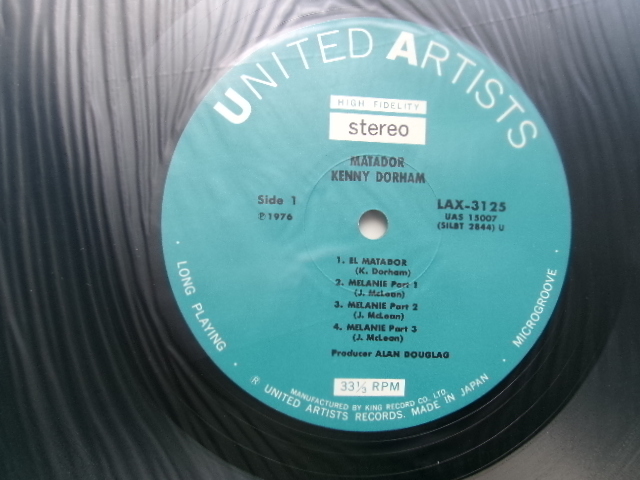 UNITED ARTISTS
HIGH FIDELITY
stereo
MATADOR
KENNY DORHAM
Side 1
℗ 1976
LAX-3125
UAS 15007
(SILBT 2844) U
1. EL MATADOR
(K. Dorham)
2. MELANIE Part 1
(J. McLean)
3. MELANIE Part 2
(J. McLean)
4. MELANIE Part 3
(J. McLean)
Producer ALAN DOUGLAG
33⅓ RPM
· LONG PLAYING ·
MICROGROOVE ·
MANUFACTURED BY KING RECORD CO., LTD.
® UNITED ARTISTS RECORDS. MADE IN JAPAN ·